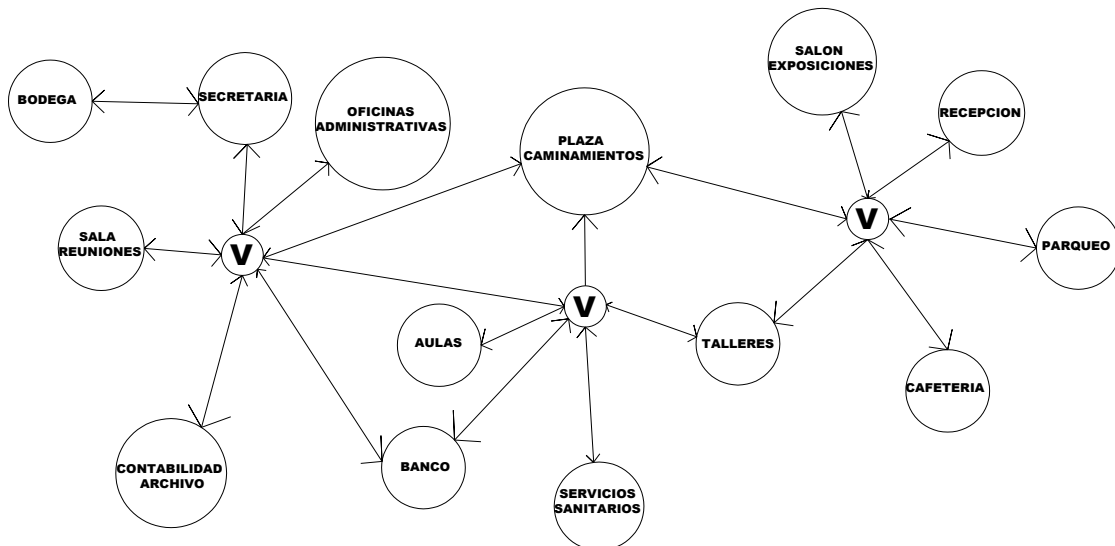 SALON
EXPOSICIONES
BODEGA
SECRETARIA
OFICINAS
ADMINISTRATIVAS
RECEPCION
PLAZA
CAMINAMIENTOS
V
SALA
REUNIONES
V
PARQUEO
V
AULAS
TALLERES
CAFETERIA
CONTABILIDAD
ARCHIVO
BANCO
SERVICIOS
SANITARIOS